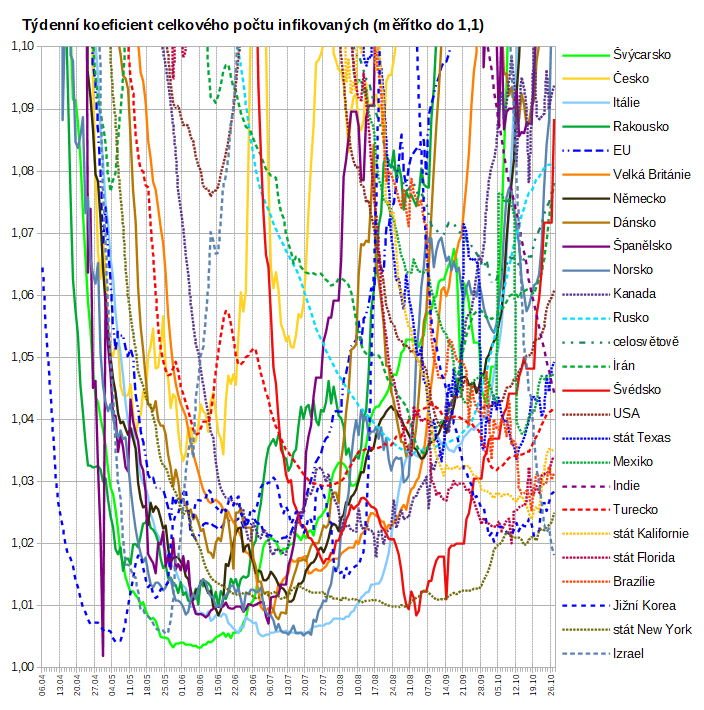 Týdenní koeficient celkového počtu infikovaných (měřítko do 1,1)
1,10
1,09
1,08
1,07
1,06
1,05
1,04
1,03
1,02
1,01
1,00
06.04
13.04
20.04
27.04
04.05
11.05
18.05
25.05
01.06
08.06
15.06
22.06
29.06
06.07
13.07
20.07
27.07
03.08
10.08
17.08
24.08
31.08
07.09
14.09
21.09
28.09
05.10
12.10
19.10
26.10
Švýcarsko
Česko
Itálie
Rakousko
EU
Velká Británie
Německo
Dánsko
Španělsko
Norsko
Kanada
Rusko
celosvětově
Írán
Švédsko
USA
stát Texas
Mexiko
Indie
Turecko
stát Kalifornie
stát Florida
Brazilie
Jižní Korea
stát New York
Izrael